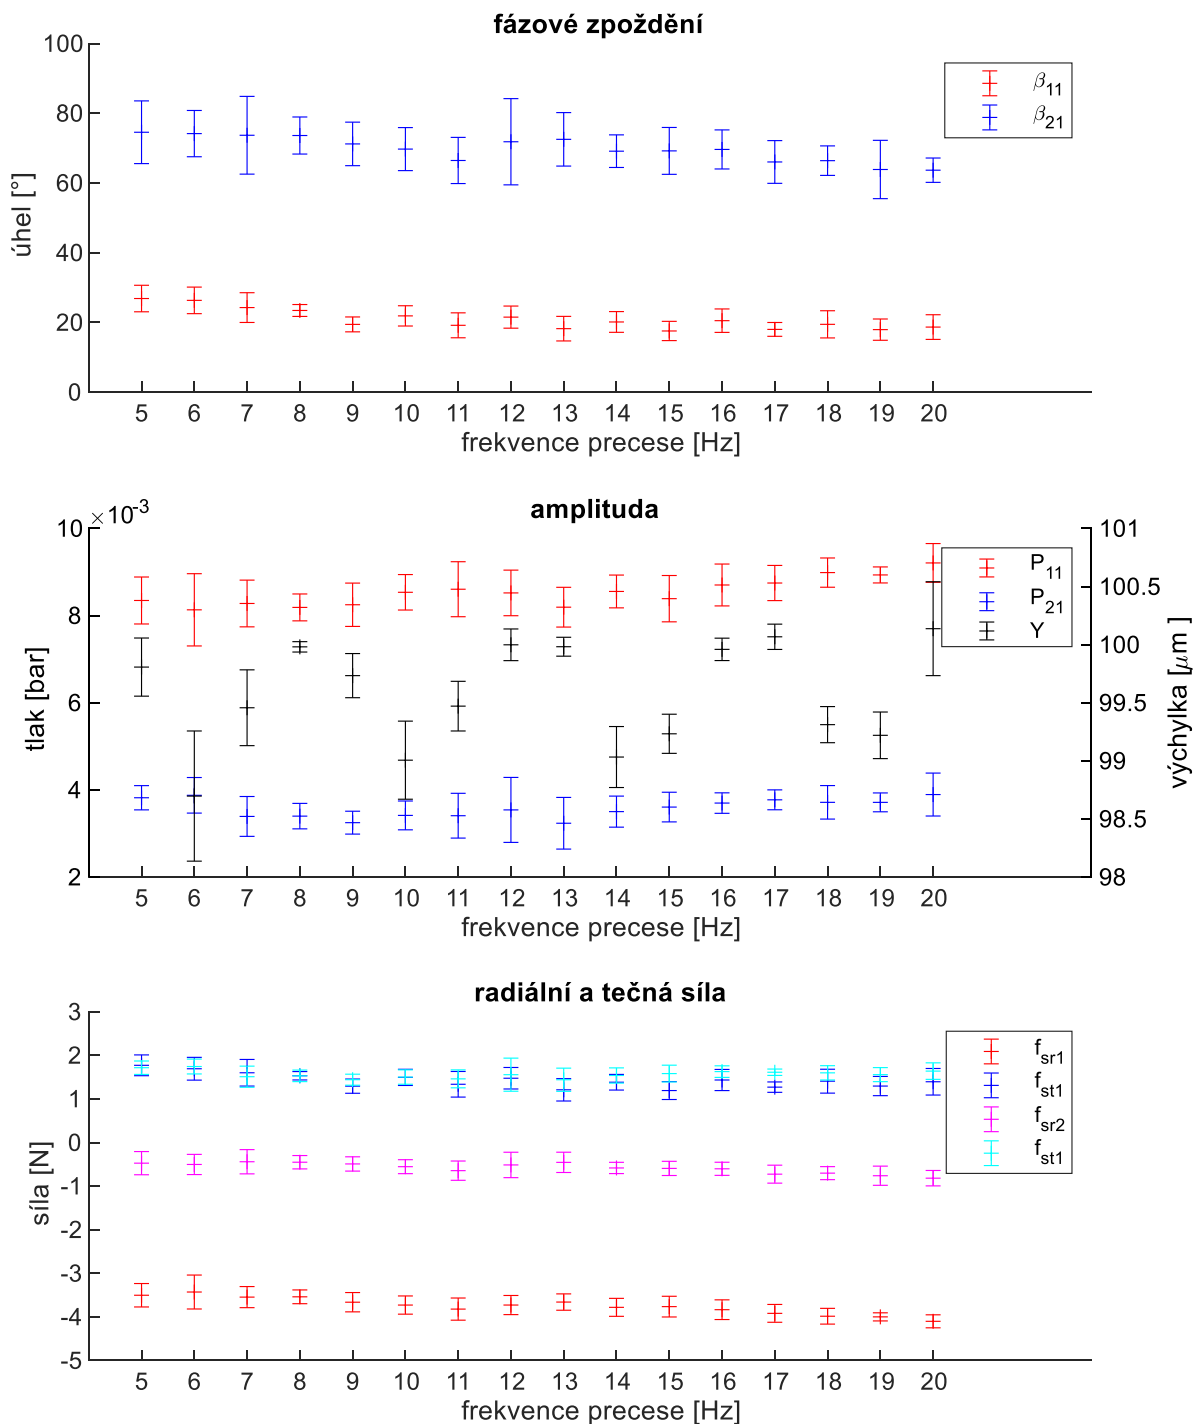 fázové zpoždění
100
80
60
40
20
0
úhel [°]
β11
β21
5 6 7 8 9 10 11 12 13 14 15 16 17 18 19 20
frekvence precese [Hz]
amplituda
×10-3
10
8
6
4
2
tlak [bar]
P11
P21
Y
101
100.5
100
99.5
99
98.5
98
výchylka [μm ]
5 6 7 8 9 10 11 12 13 14 15 16 17 18 19 20
frekvence precese [Hz]
radiální a tečná síla
3
2
1
0
-1
-2
-3
-4
-5
síla [N]
fsr1
fst1
fsr2
fst1
5 6 7 8 9 10 11 12 13 14 15 16 17 18 19 20
frekvence precese [Hz]